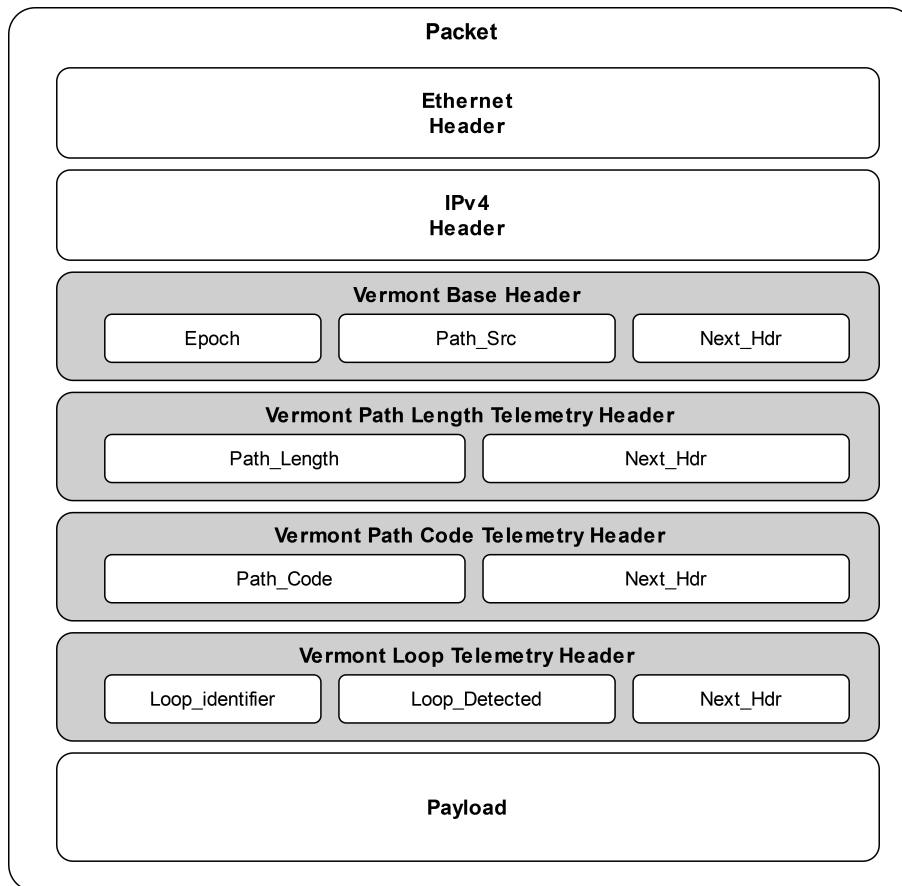 Packet
Ethernet
Header
IPv4
Header
Vermont Base Header
Epoch
Path_Src
Next_Hdr
Vermont Path Length Telemetry Header
Path_Length
Next_Hdr
Vermont Path Code Telemetry Header
Path_Code
Next_Hdr
Vermont Loop Telemetry Header
Loop_identifier
Loop_Detected
Next_Hdr
Payload